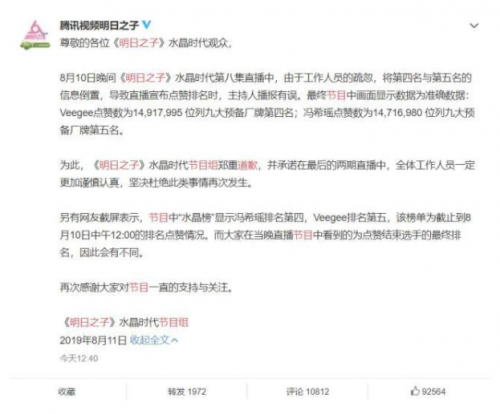 腾讯视频明日之子
尊敬的各位《明日之子》水晶时代观众，
8月10日晚间《明日之子》水晶时代第八集直播中，由于工作人员的疏忽，将第四名与第五名的
信息倒置，导致直播宣布点赞排名时，主持人播报有误。最终节目中画面显示数据为准确数据：
Veegee点赞数为14,917,995 位列九大预备厂牌第四名；冯希瑶点赞数为14,716,980 位列九大预
备厂牌第五名。
为此，《明日之子》水晶时代节目组郑重道歉，并承诺在最后的两期直播中，全体工作人员一定
更加谨慎认真，坚决杜绝此类事情再次发生。
另有网友截屏表示，节目中“水晶榜”显示冯希瑶排名第四，Veegee排名第五，该榜单为截止到8
月10日中午12:00的排名点赞情况。而大家在当晚直播节目中看到的为点赞结束选手的最终排
名，因此会有不同。
再次感谢大家对节目一直的支持与关注。
《明日之子》水晶时代节目组
2019年8月11日 收起全文
今天12:40
收藏 转发 1972 评论 10812 92564